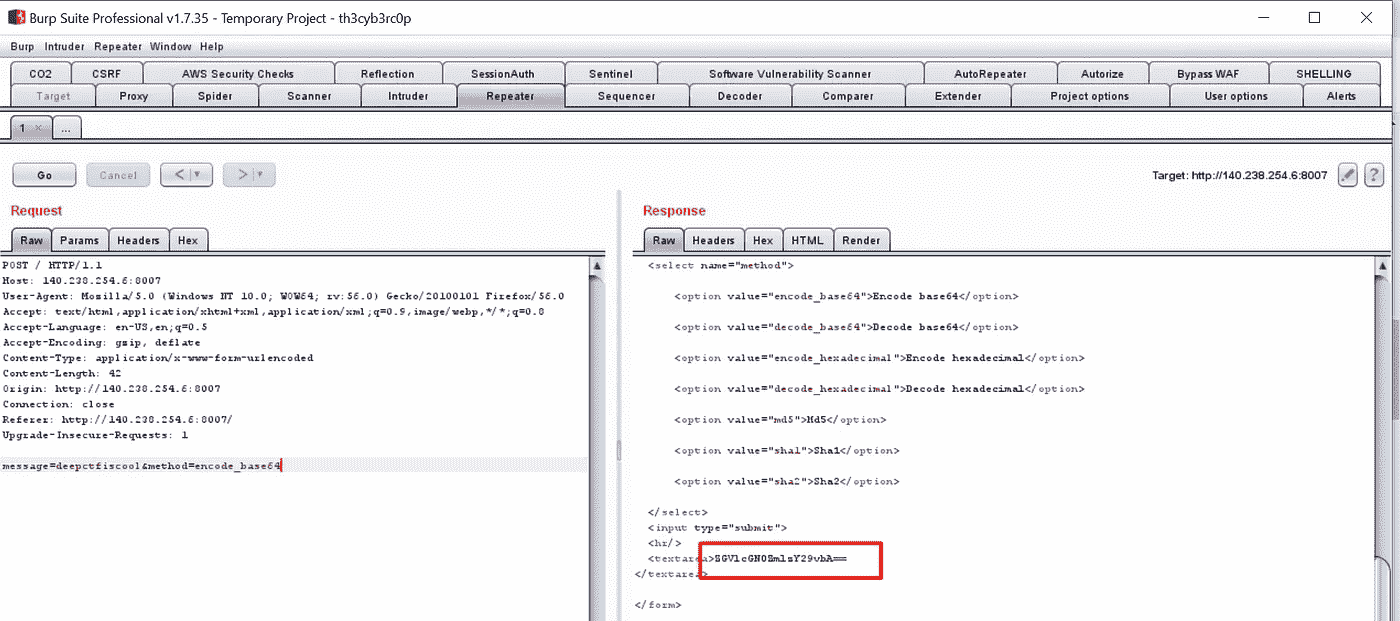 Burp Suite Professional v1.7.35 - Temporary Project - th3cyb3rc0p
Burp Intruder Repeater Window Help
CO2 CSRF AWS Security Checks Reflection SessionAuth Sentinel Software Vulnerability Scanner AutoRepeater Autorize Bypass WAF SHELLING
Target Proxy Spider Scanner Intruder Repeater Sequencer Decoder Comparer Extender Project options User options Alerts
1 × ...
Go Cancel < > Target: http://140.238.254.6:8007 ?
Request
Raw Params Headers Hex
POST / HTTP/1.1
Host: 140.238.254.6:8007
User-Agent: Mozilla/5.0 (Windows NT 10.0; WOW64; rv:56.0) Gecko/20100101 Firefox/56.0
Accept: text/html,application/xhtml+xml,application/xml;q=0.9,image/webp,*/*;q=0.8
Accept-Language: en-US,en;q=0.5
Accept-Encoding: gzip, deflate
Content-Type: application/x-www-form-urlencoded
Content-Length: 42
Origin: http://140.238.254.6:8007
Connection: close
Referer: http://140.238.254.6:8007/
Upgrade-Insecure-Requests: 1
message=deepctfiscool&method=encode_base64
Response
Raw Headers Hex HTML Render
<select name="method">
<option value="encode_base64">Encode base64</option>
<option value="decode_base64">Decode base64</option>
<option value="encode_hexadecimal">Encode hexadecimal</option>
<option value="decode_hexadecimal">Decode hexadecimal</option>
<option value="md5">Md5</option>
<option value="sha1">Sha1</option>
<option value="sha2">Sha2</option>
</select>
<input type="submit">
<hr/>
<textarea>ZGVlcGN0ZmlzY29vbA==
</textarea>
</form>